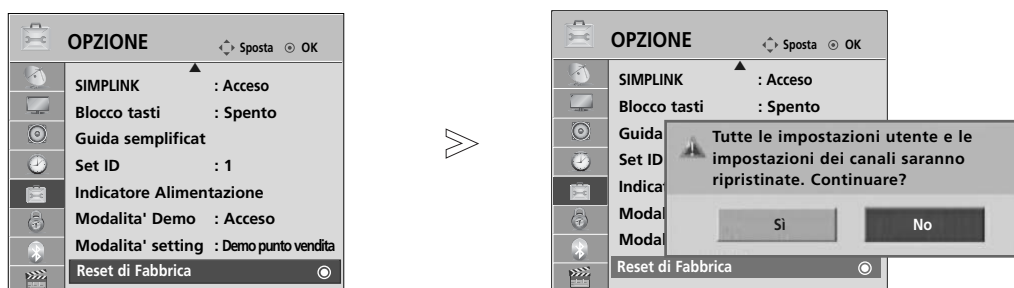 OPZIONE Sposta OK
SIMPLINK : Acceso
Blocco tasti : Spento
Guida semplificat
Set ID : 1
Indicatore Alimentazione
Modalita' Demo : Acceso
Modalita' setting : Demo punto vendita
Reset di Fabbrica
OPZIONE Sposta OK
SIMPLINK : Acceso
Blocco tasti : Spento
Guida
Set ID
Indica
Modal
Modal
Reset di Fabbrica
Tutte le impostazioni utente e le
impostazioni dei canali saranno
ripristinate. Continuare?
Sì No